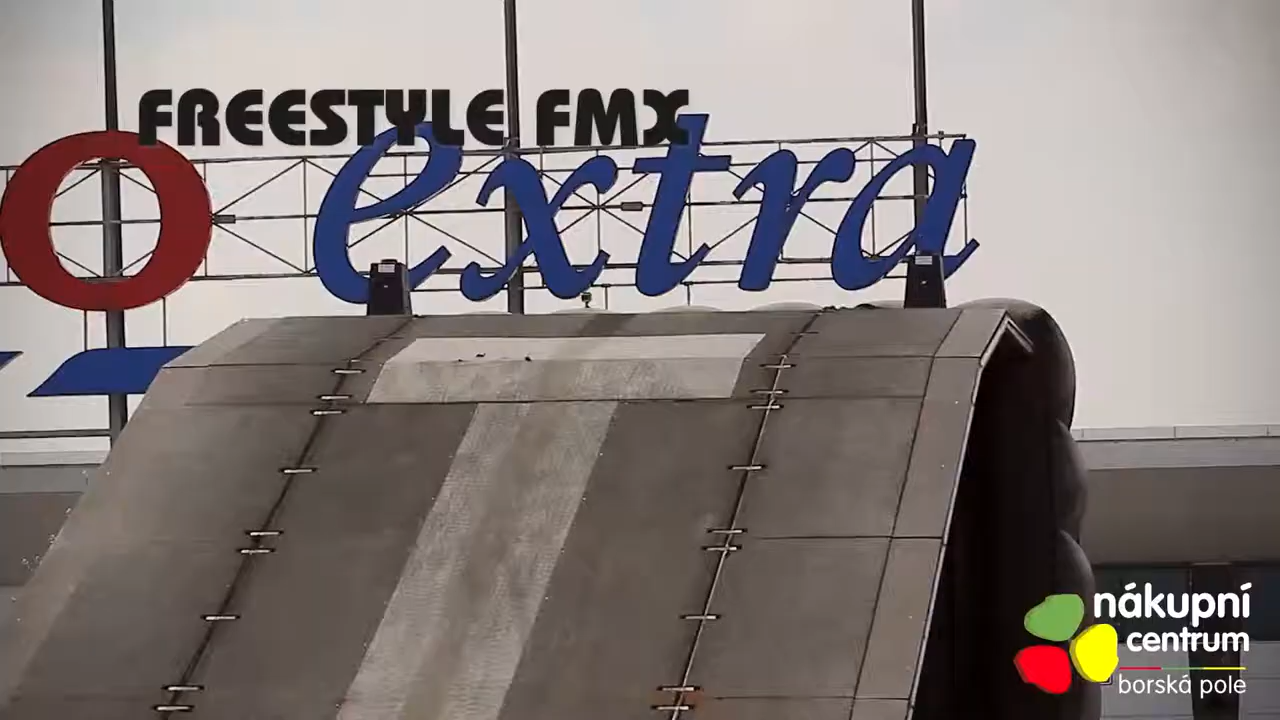 FREESTYLE FMX
O extra
nákupní
centrum
borská pole